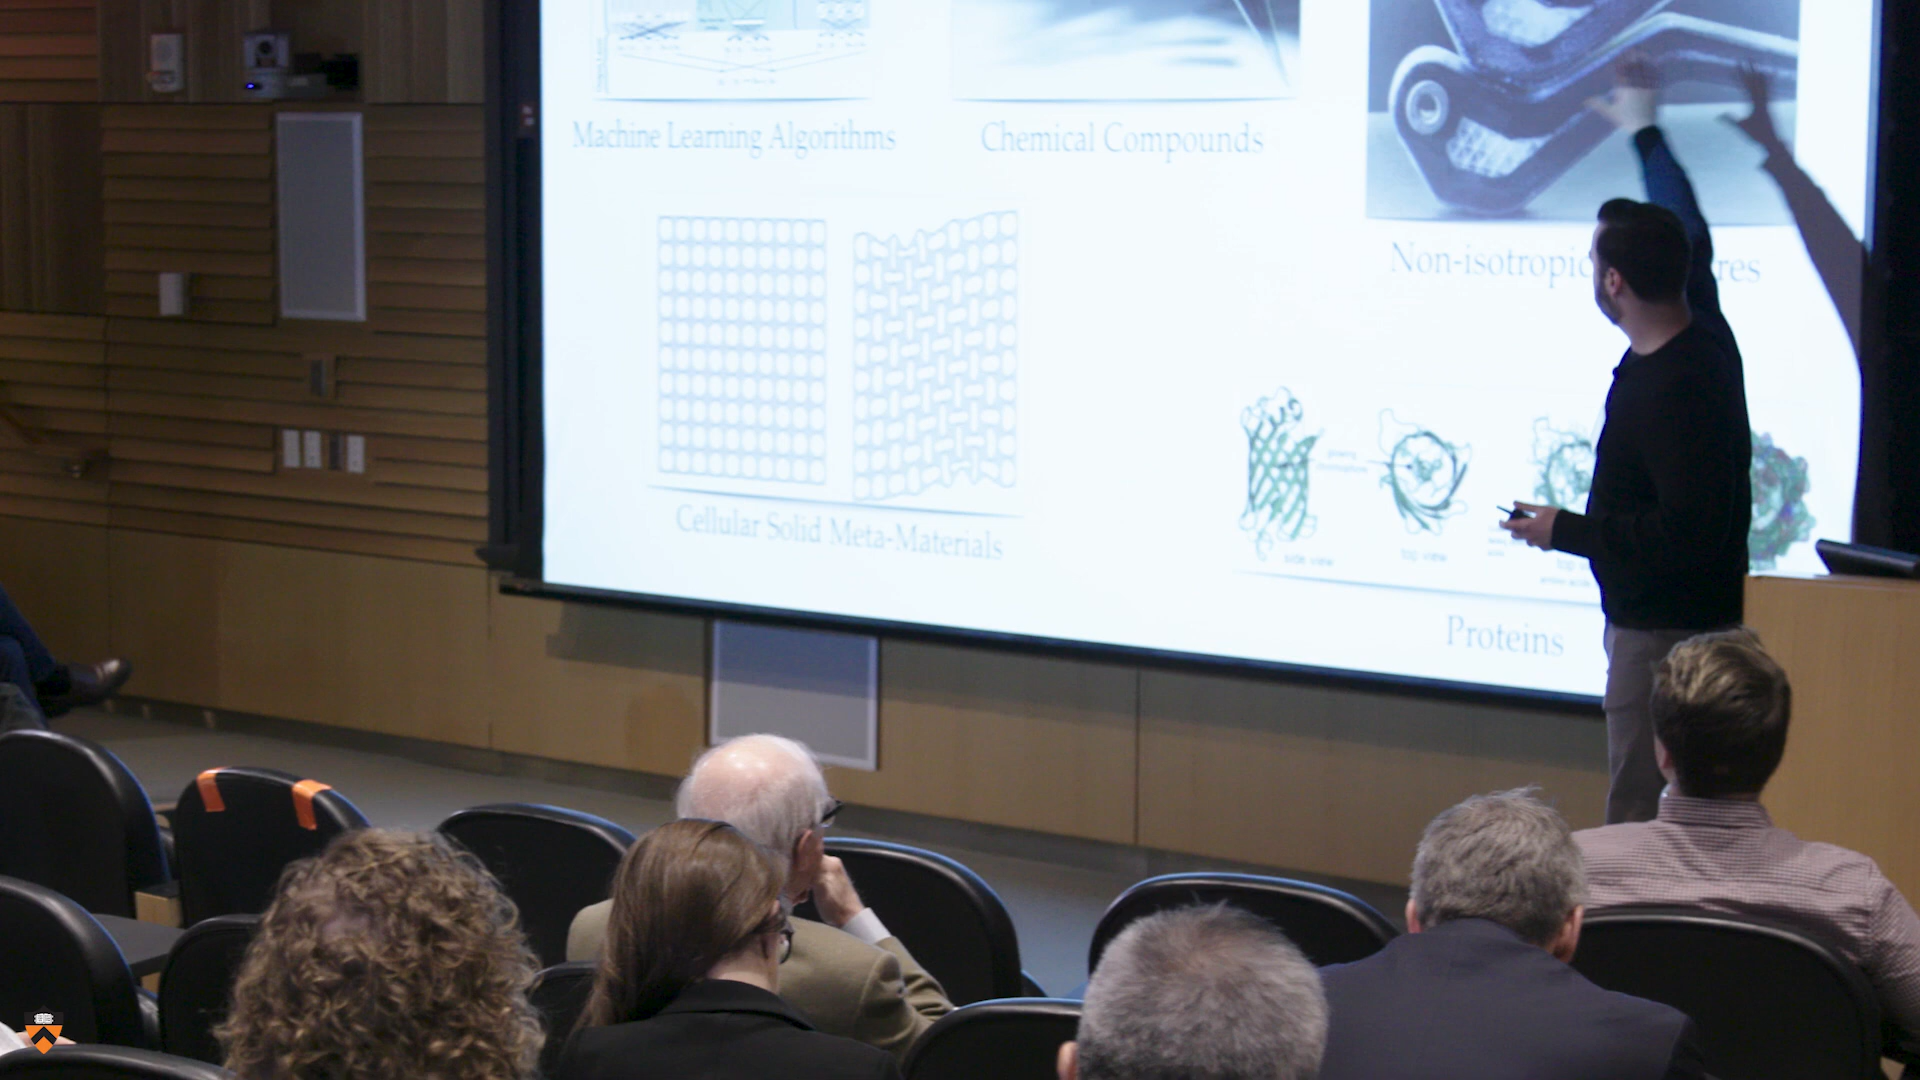 Machine Learning Algorithms
Chemical Compounds
Non-isotropic
res
Cellular Solid Meta-Materials
side view
top view
Proteins